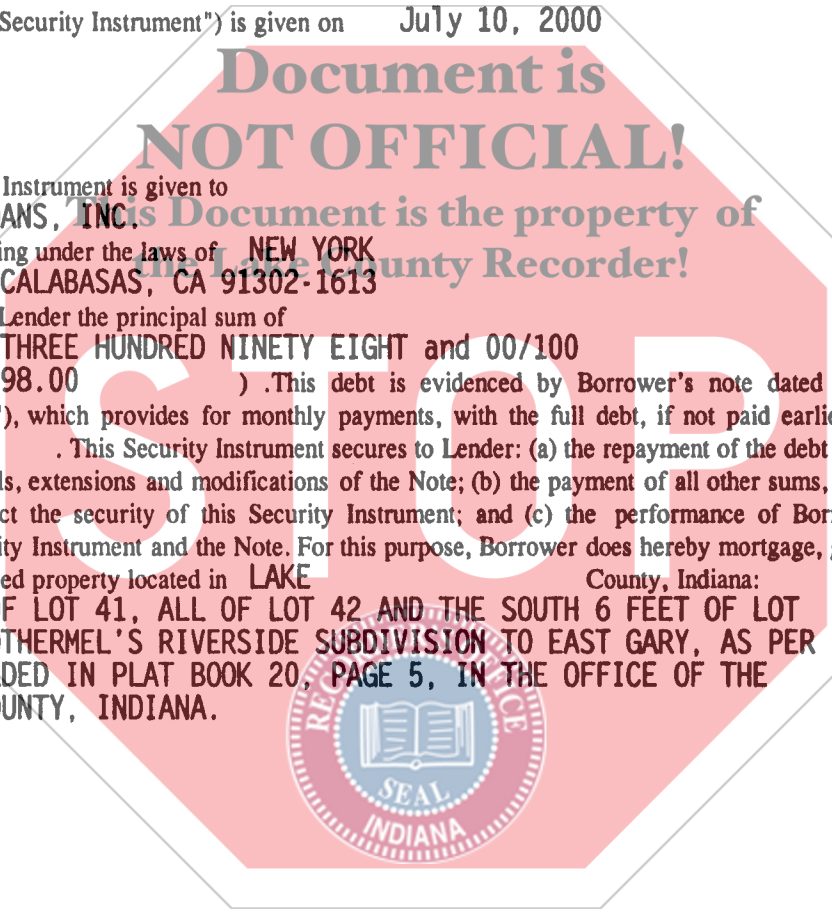 Security Instrument") is given on July 10, 2000
Document is
NOT OFFICIAL!
Instrument is given to
ANS, INC.
This Document is the property of
ing under the laws of NEW YORK
the Lake County Recorder!
CALABASAS, CA 91302-1613
Lender the principal sum of
THREE HUNDRED NINETY EIGHT and 00/100
98.00 ) .This debt is evidenced by Borrower's note dated
"), which provides for monthly payments, with the full debt, if not paid earlie
. This Security Instrument secures to Lender: (a) the repayment of the debt
ls, extensions and modifications of the Note; (b) the payment of all other sums,
ct the security of this Security Instrument; and (c) the performance of Bor
ity Instrument and the Note. For this purpose, Borrower does hereby mortgage,
STOP
ed property located in LAKE County, Indiana:
F LOT 41, ALL OF LOT 42 AND THE SOUTH 6 FEET OF LOT
OTHERMEL'S RIVERSIDE SUBDIVISION TO EAST GARY, AS PER
DED IN PLAT BOOK 20, PAGE 5, IN THE OFFICE OF THE
UNTY, INDIANA.
SEAL
INDIANA